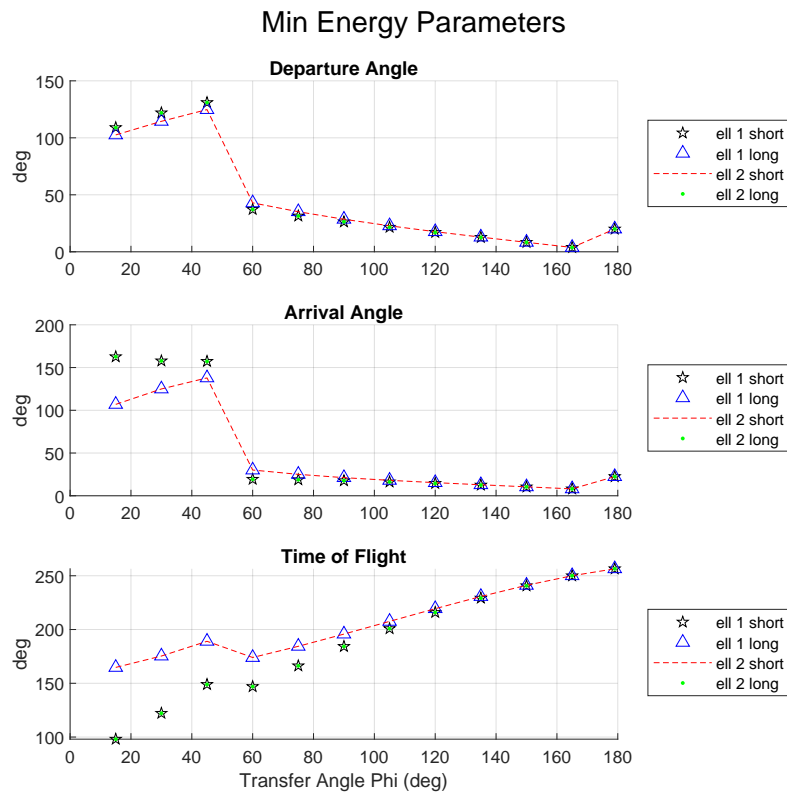 Min Energy Parameters
Departure Angle
150
100
50
0
deg
0 20 40 60 80 100 120 140 160 180
ell 1 short
ell 1 long
ell 2 short
ell 2 long
Arrival Angle
200
150
100
50
0
deg
0 20 40 60 80 100 120 140 160 180
ell 1 short
ell 1 long
ell 2 short
ell 2 long
Time of Flight
250
200
150
100
deg
0 20 40 60 80 100 120 140 160 180
Transfer Angle Phi (deg)
ell 1 short
ell 1 long
ell 2 short
ell 2 long